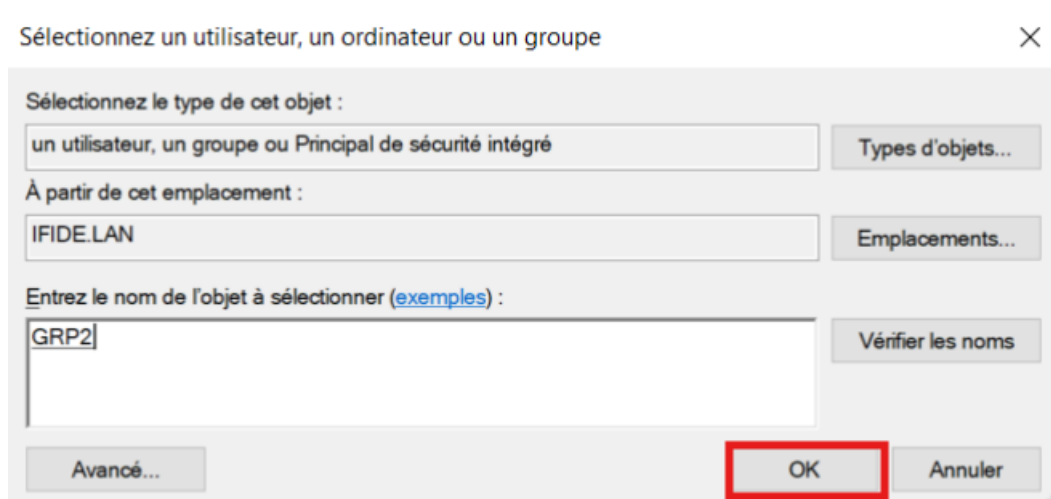 Sélectionnez un utilisateur, un ordinateur ou un groupe
Sélectionnez le type de cet objet :
un utilisateur, un groupe ou Principal de sécurité intégré
Types d'objets...
À partir de cet emplacement :
IFIDE.LAN
Emplacements...
Entrez le nom de l'objet à sélectionner (exemples) :
GRP2
Vérifier les noms
Avancé...
OK
Annuler